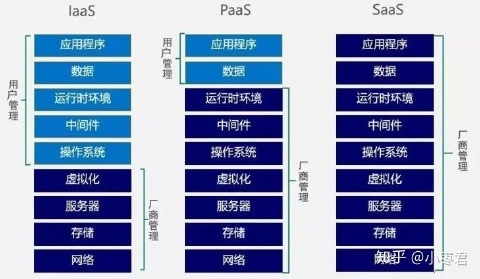 IaaS
PaaS
SaaS
用户管理
应用程序
数据
运行时环境
中间件
操作系统
虚拟化
服务器
存储
网络
厂商管理
用户管理
应用程序
数据
运行时环境
中间件
操作系统
虚拟化
服务器
存储
网络
厂商管理
应用程序
数据
运行时环境
中间件
操作系统
虚拟化
服务器
存储
网络
厂商管理
知乎 @小枣君